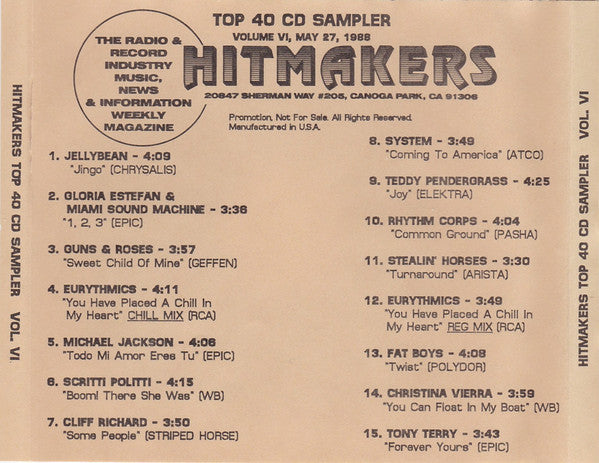 TOP 40 CD SAMPLER
VOLUME VI, MAY 27, 1988
THE RADIO &
RECORD
INDUSTRY
MUSIC,
NEWS
& INFORMATION
WEEKLY
MAGAZINE
HITMAKERS
20847 SHERMAN WAY #205, CANOGA PARK, CA 91306
Promotion, Not For Sale. All Rights Reserved.
Manufactured in U.S.A.
1. JELLYBEAN - 4:09
"Jingo" (CHRYSALIS)
2. GLORIA ESTEFAN &
MIAMI SOUND MACHINE - 3:36
"1, 2, 3" (EPIC)
3. GUNS & ROSES - 3:57
"Sweet Child Of Mine" (GEFFEN)
4. EURYTHMICS - 4:11
"You Have Placed A Chill In
My Heart" CHILL MIX (RCA)
5. MICHAEL JACKSON - 4:06
"Todo Mi Amor Eres Tu" (EPIC)
6. SCRITTI POLITTI - 4:15
"Boom! There She Was" (WB)
7. CLIFF RICHARD - 3:50
"Some People" (STRIPED HORSE)
8. SYSTEM - 3:49
"Coming To America" (ATCO)
9. TEDDY PENDERGRASS - 4:25
"Joy" (ELEKTRA)
10. RHYTHM CORPS - 4:04
"Common Ground" (PASHA)
11. STEALIN' HORSES - 3:30
"Turnaround" (ARISTA)
12. EURYTHMICS - 3:49
"You Have Placed A Chill In
My Heart" REG MIX (RCA)
13. FAT BOYS - 4:08
"Twist" (POLYDOR)
14. CHRISTINA VIERRA - 3:59
"You Can Float In My Boat" (WB)
15. TONY TERRY - 3:43
"Forever Yours" (EPIC)
HITMAKERS TOP 40 CD SAMPLER VOL. VI
HITMAKERS TOP 40 CD SAMPLER VOL. VI